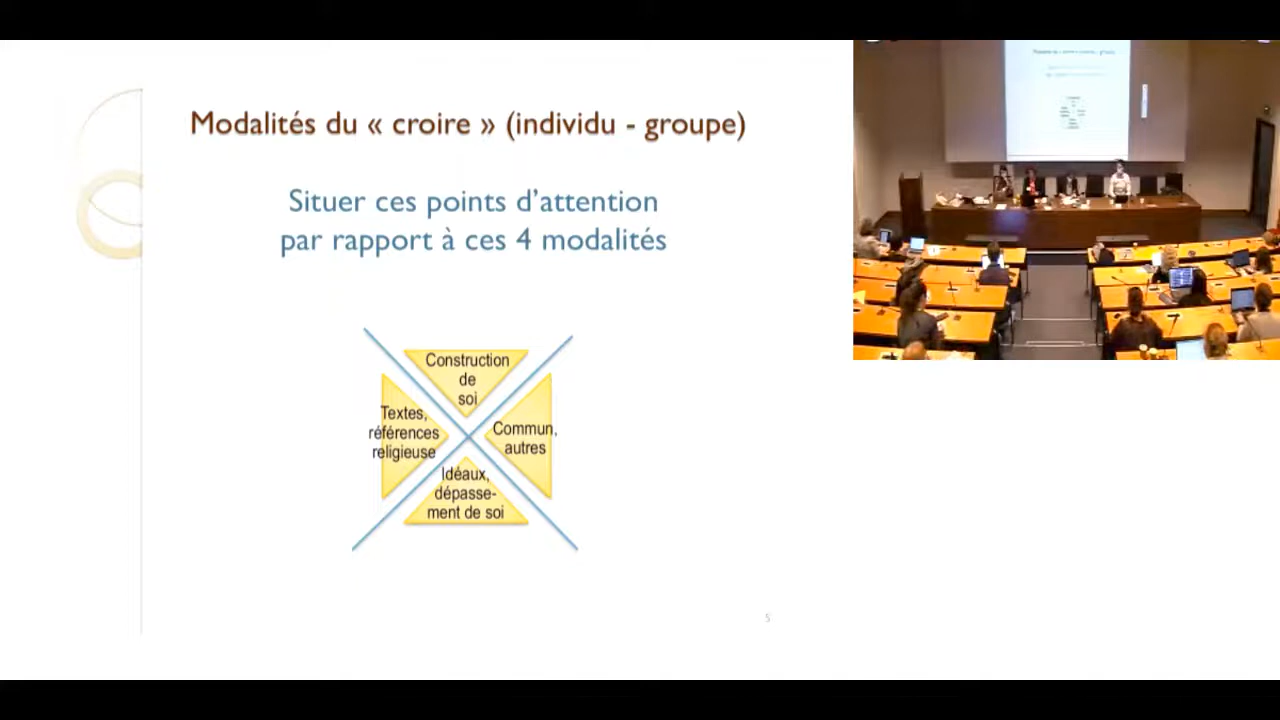 Modalités du « croire » (individu - groupe)
Situer ces points d'attention
par rapport à ces 4 modalités
Construction
de
soi
Textes,
références
religieuse
Commun,
autres
Idéaux,
dépasse-
ment de soi
5